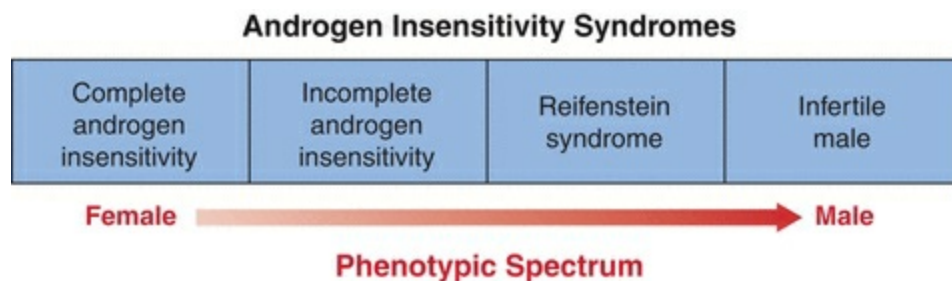 Androgen Insensitivity Syndromes
Complete
androgen
insensitivity
Incomplete
androgen
insensitivity
Reifenstein
syndrome
Infertile
male
Female
Male
Phenotypic Spectrum